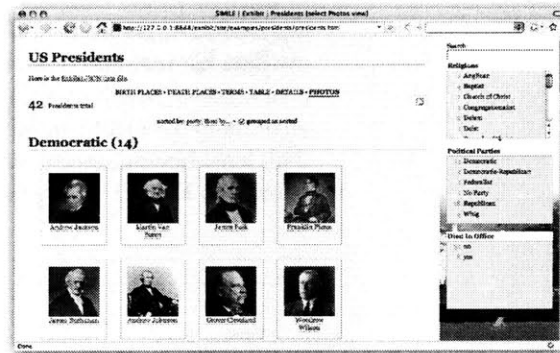 SIMILE | Exhibit | Presidents (select Photos view)
US Presidents
Here is the Exhibit JSON data file.
BIRTH PLACES • DEATH PLACES • TERMS • TABLE • DETAILS • PHOTOS
42 Presidents total
sorted by: party; then by... • grouped as sorted
Democratic (14)
Andrew Jackson
Martin Van Buren
James Polk
Franklin Pierce
James Buchanan
Andrew Johnson
Grover Cleveland
Woodrow Wilson
Search
Religions
Anglican
Baptist
Church of Christ
Congregationalist
Deism
Political Parties
Democratic
Democratic-Republican
Federalist
No Party
Republican
Whig
Died in Office
no
yes
Done